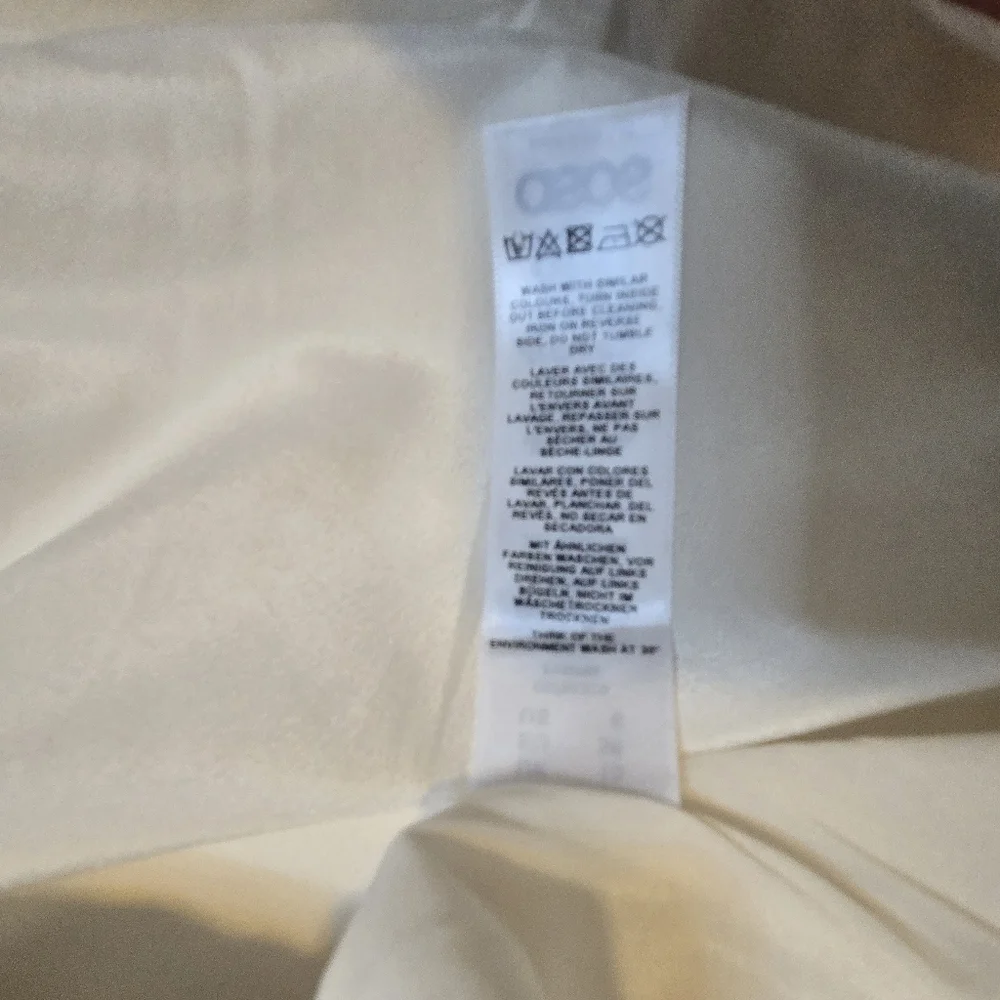 WASH WITH SIMILAR
COLOURS, TURN INSIDE
OUT BEFORE CLEANING,
IRON ON REVERSE
SIDE, DO NOT TUMBLE
DRY
LAVER AVEC DES
COULEURS SIMILAIRES,
RETOURNER SUR
L'ENVERS AVANT
LAVAGE, REPASSER SUR
L'ENVERS, NE PAS
SÉCHER AU
SÈCHE-LINGE
LAVAR CON COLORES
SIMILARES, PONER DEL
REVÉS ANTES DE
LAVAR, PLANCHAR DEL
REVÉS, NO SECAR EN
SECADORA
MIT ÄHNLICHEN
FARBEN WASCHEN, VOR
REINIGUNG AUF LINKS
DREHEN, AUF LINKS
BÜGELN, NICHT IM
WÄSCHETROCKNER
TROCKNEN
THINK OF THE
ENVIRONMENT WASH AT 30°